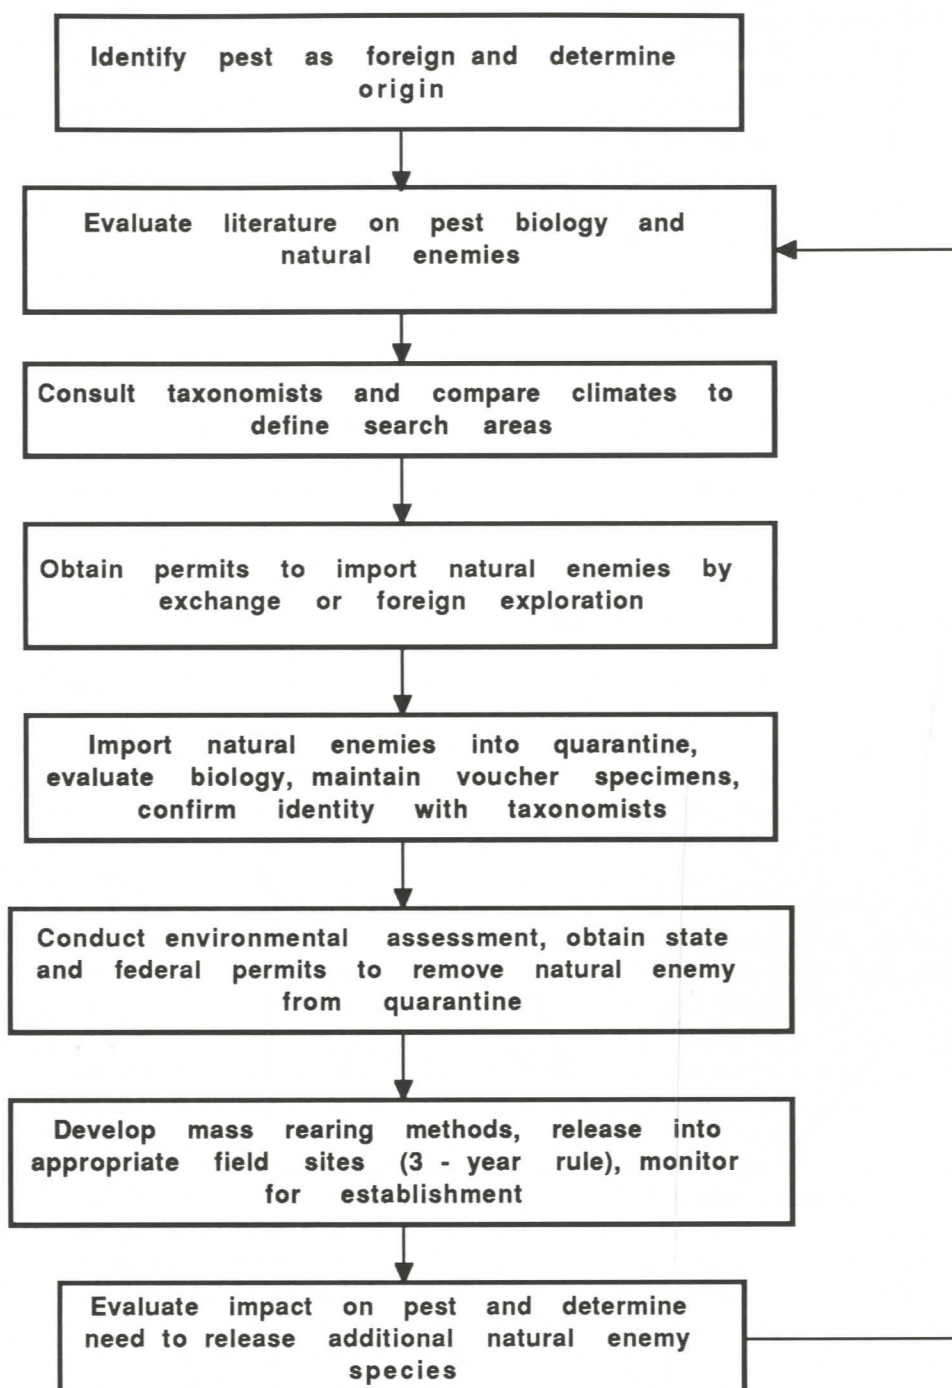 Identify pest as foreign and determine
origin
Evaluate literature on pest biology and
natural enemies
Consult taxonomists and compare climates to
define search areas
Obtain permits to import natural enemies by
exchange or foreign exploration
Import natural enemies into quarantine,
evaluate biology, maintain voucher specimens,
confirm identity with taxonomists
Conduct environmental assessment, obtain state
and federal permits to remove natural enemy
from quarantine
Develop mass rearing methods, release into
appropriate field sites (3 - year rule), monitor
for establishment
Evaluate impact on pest and determine
need to release additional natural enemy
species